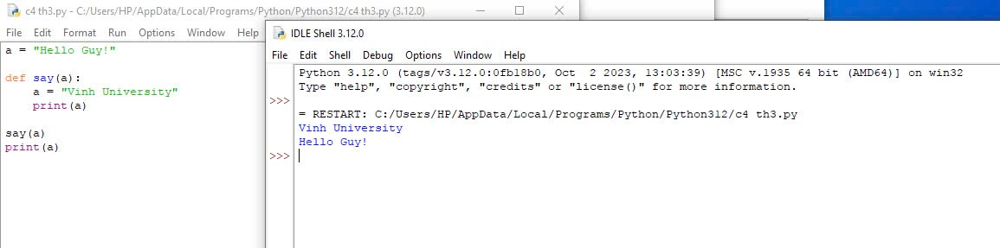 c4 th3.py - C:/Users/HP/AppData/Local/Programs/Python/Python312/c4 th3.py (3.12.0)
File Edit Format Run Options Window Help
a = "Hello Guy!"
def say(a):
    a = "Vinh University"
    print(a)
say(a)
print(a)
IDLE Shell 3.12.0
File Edit Shell Debug Options Window Help
Python 3.12.0 (tags/v3.12.0:0fb18b0, Oct  2 2023, 13:03:39) [MSC v.1935 64 bit (AMD64)] on win32
Type "help", "copyright", "credits" or "license()" for more information.
>>>
= RESTART: C:/Users/HP/AppData/Local/Programs/Python/Python312/c4 th3.py
Vinh University
Hello Guy!
>>>